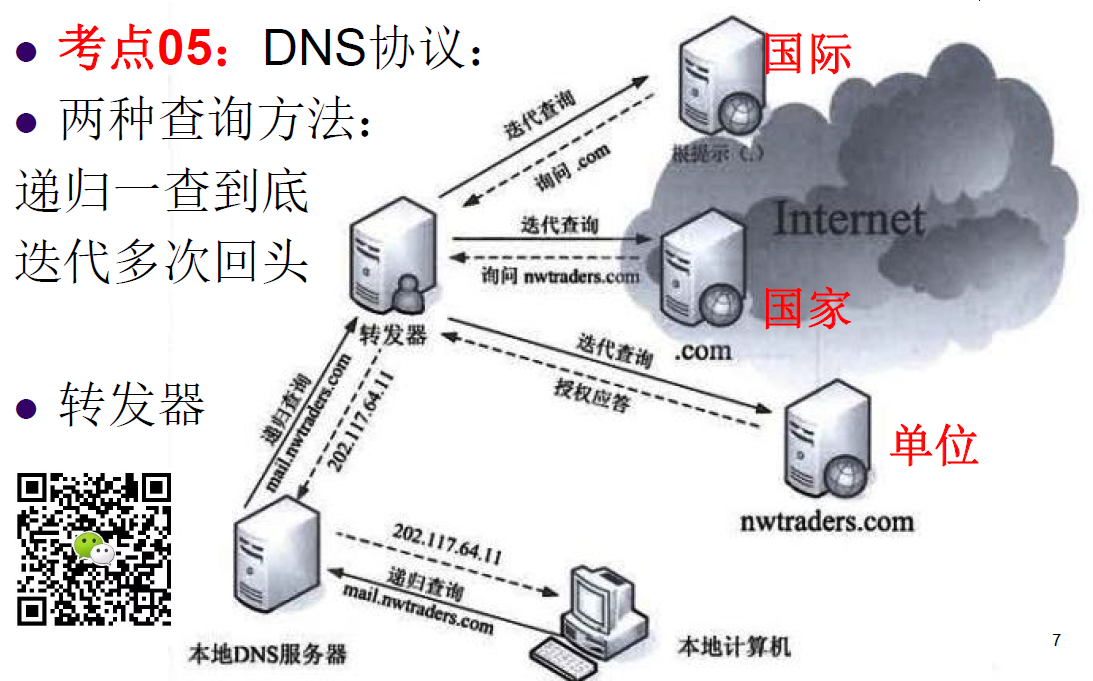 考点05：DNS协议：
两种查询方法：
递归一查到底
迭代多次回头
转发器
国际
根提示（.）
迭代查询
询问 .com
Internet
迭代查询
询问 nwtraders.com
国家
.com
转发器
迭代查询
授权应答
单位
nwtraders.com
递归查询
mail.nwtraders.com
202.117.64.11
202.117.64.11
递归查询
mail.nwtraders.com
本地DNS服务器
本地计算机
7